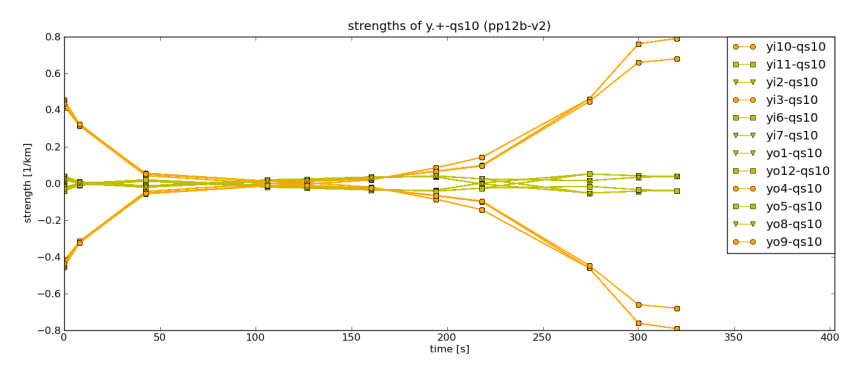 strengths of y.+-qs10 (pp12b-v2)
0.8
0.6
0.4
0.2
0.0
−0.2
−0.4
−0.6
−0.8
strength [1/km]
0
50
100
150
200
250
300
350
400
time [s]
yi10-qs10
yi11-qs10
yi2-qs10
yi3-qs10
yi6-qs10
yi7-qs10
yo1-qs10
yo12-qs10
yo4-qs10
yo5-qs10
yo8-qs10
yo9-qs10